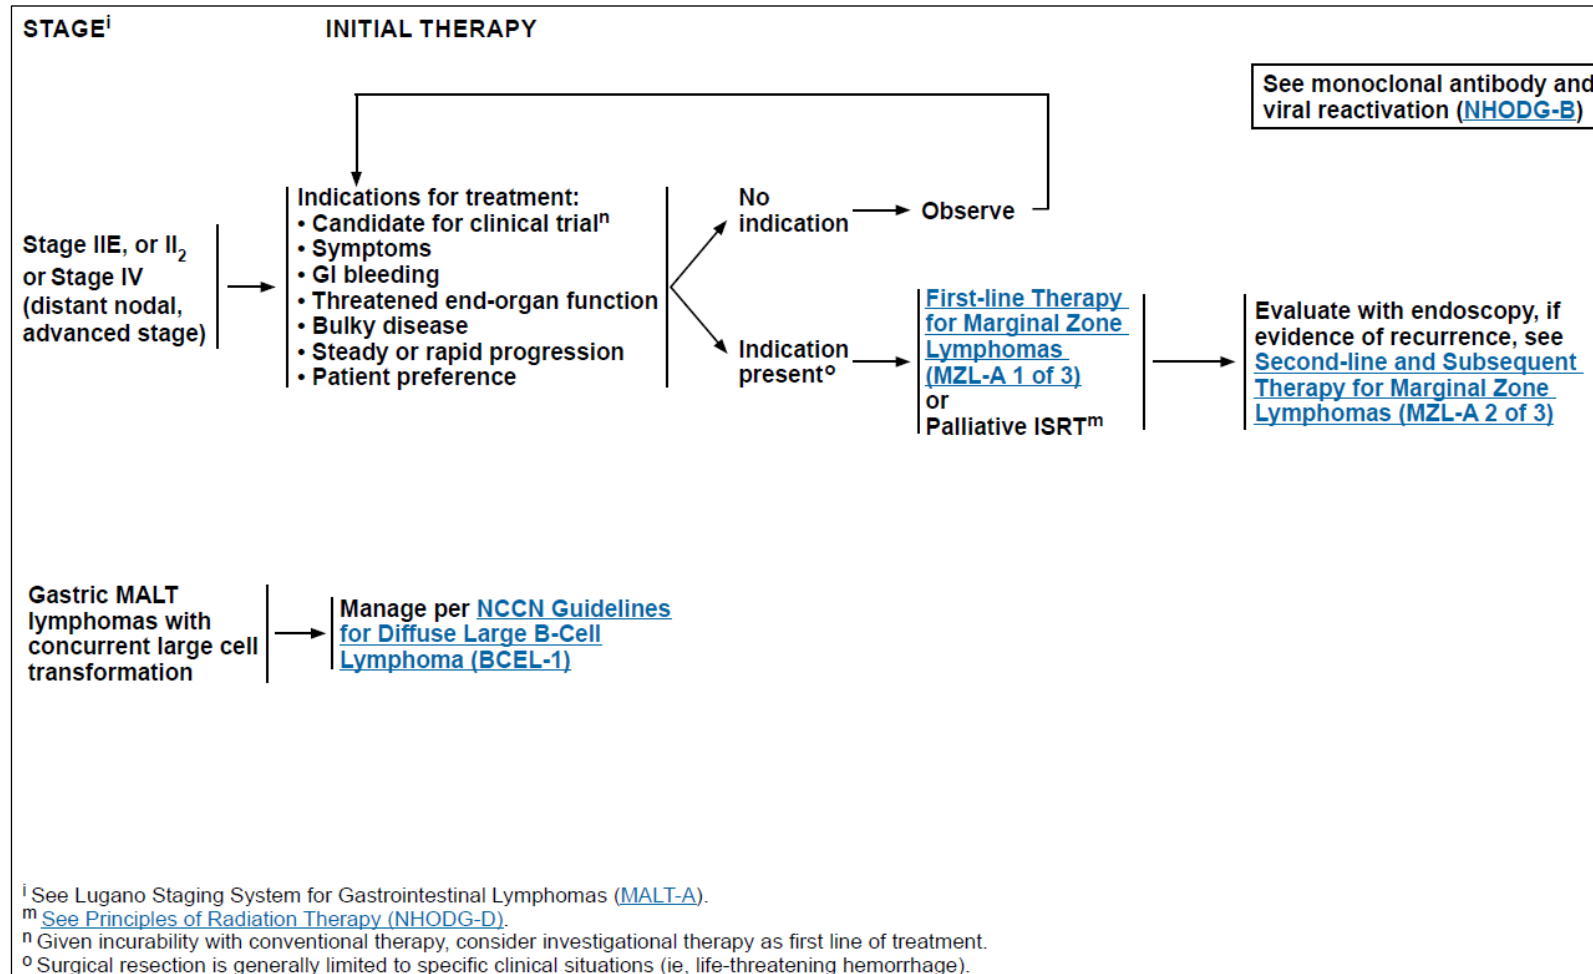 STAGEi
INITIAL THERAPY
See monoclonal antibody and
viral reactivation (NHODG-B)
Stage IIE, or II2
or Stage IV
(distant nodal,
advanced stage)
Indications for treatment:
• Candidate for clinical trialn
• Symptoms
• GI bleeding
• Threatened end-organ function
• Bulky disease
• Steady or rapid progression
• Patient preference
No
indication
Observe
Indication
presento
First-line Therapy
for Marginal Zone
Lymphomas
(MZL-A 1 of 3)
or
Palliative ISRTm
Evaluate with endoscopy, if
evidence of recurrence, see
Second-line and Subsequent
Therapy for Marginal Zone
Lymphomas (MZL-A 2 of 3)
Gastric MALT
lymphomas with
concurrent large cell
transformation
Manage per NCCN Guidelines
for Diffuse Large B-Cell
Lymphoma (BCEL-1)
i See Lugano Staging System for Gastrointestinal Lymphomas (MALT-A).
m See Principles of Radiation Therapy (NHODG-D).
n Given incurability with conventional therapy, consider investigational therapy as first line of treatment.
o Surgical resection is generally limited to specific clinical situations (ie, life-threatening hemorrhage).